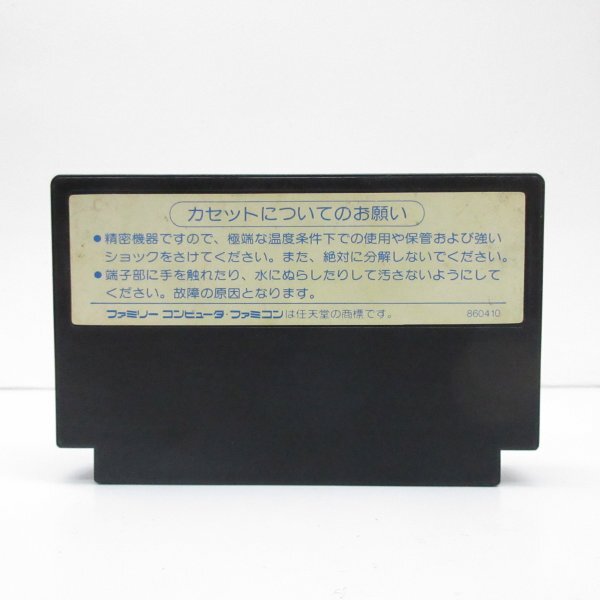 カセットについてのお願い
●精密機器ですので、極端な温度条件下での使用や保管および強い
ショックをさけてください。また、絶対に分解しないでください。
●端子部に手を触れたり、水にぬらしたりして汚さないようにして
ください。故障の原因となります。
ファミリーコンピュータ・ファミコンは任天堂の商標です。 860410